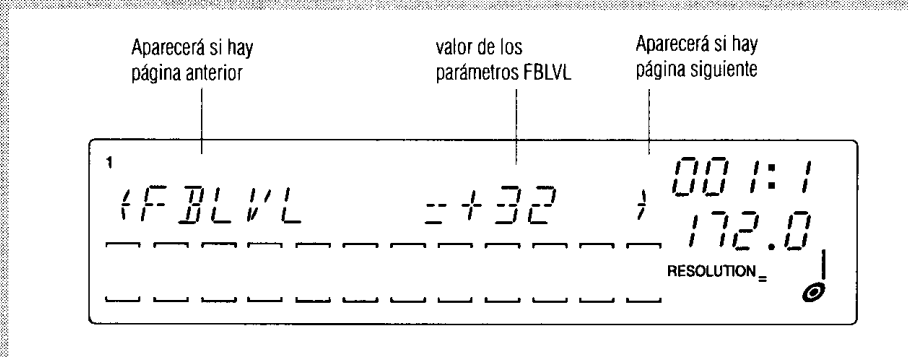 Aparecerá si hay
página anterior
valor de los
parámetros FBLVL
Aparecerá si hay
página siguiente
1
FBLVL =+32
001:1
172.0
RESOLUTION=